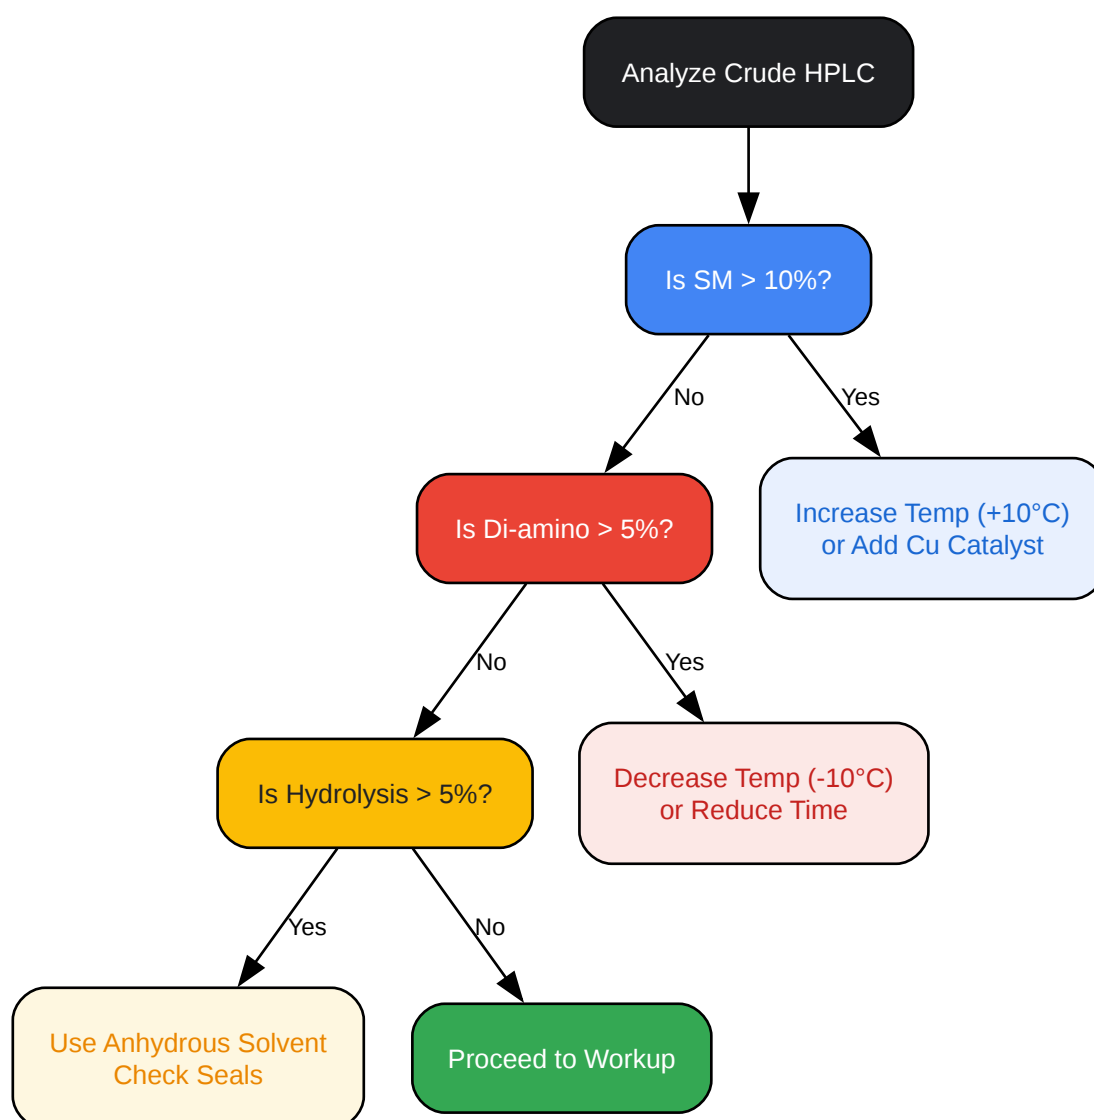 Analyze Crude HPLC
Is SM > 10%?
No
Yes
Is Di-amino > 5%?
Increase Temp (+10°C)
or Add Cu Catalyst
No
Yes
Is Hydrolysis > 5%?
Decrease Temp (-10°C)
or Reduce Time
Yes
No
Use Anhydrous Solvent
Check Seals
Proceed to Workup